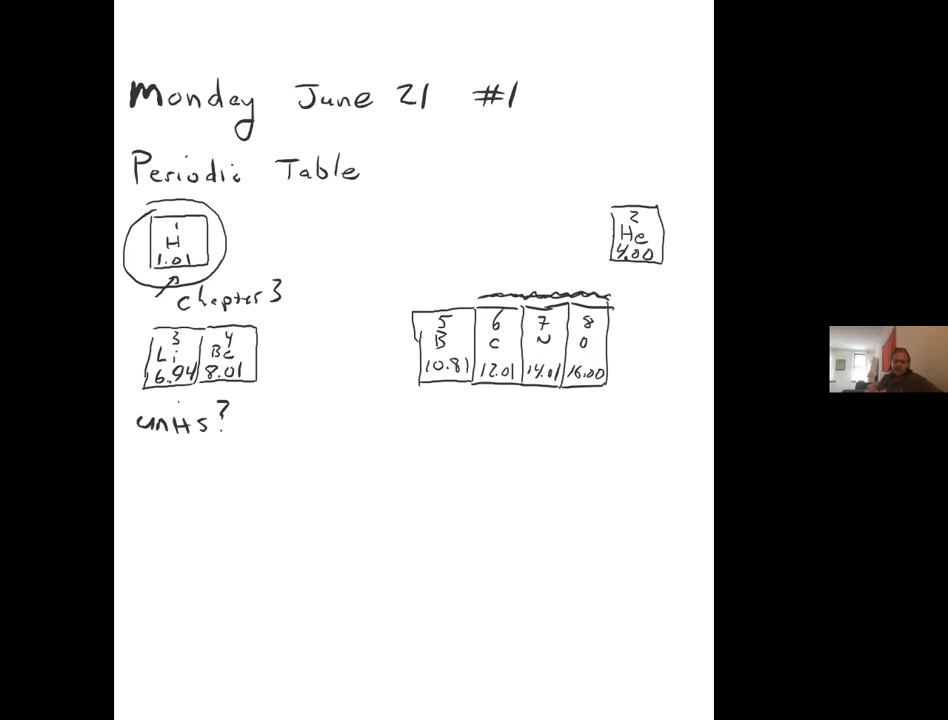 Monday June 21 #1
Periodic Table
1
H
1.01
2
He
4.00
Chapter 3
3
Li
6.94
4
Be
8.01
5
B
10.81
6
C
12.01
7
N
14.01
8
O
16.00
units?